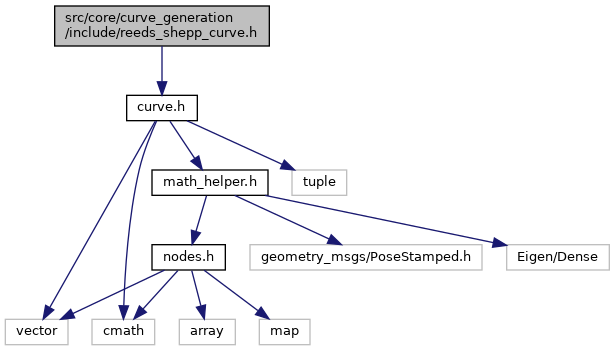 src/core/curve_generation
/include/reeds_shepp_curve.h
curve.h
math_helper.h
tuple
nodes.h
geometry_msgs/PoseStamped.h
Eigen/Dense
vector
cmath
array
map